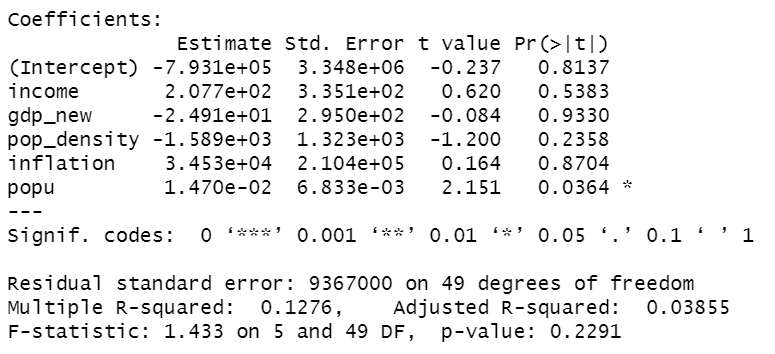 Coefficients:
              Estimate Std. Error t value Pr(>|t|)
(Intercept) -7.931e+05  3.348e+06  -0.237   0.8137
income       2.077e+02  3.351e+02   0.620   0.5383
gdp_new     -2.491e+01  2.950e+02  -0.084   0.9330
pop_density -1.589e+03  1.323e+03  -1.200   0.2358
inflation    3.453e+04  2.104e+05   0.164   0.8704
popu         1.470e-02  6.833e-03   2.151   0.0364 *
---
Signif. codes:  0 ‘***’ 0.001 ‘**’ 0.01 ‘*’ 0.05 ‘.’ 0.1 ‘ ’ 1

Residual standard error: 9367000 on 49 degrees of freedom
Multiple R-squared:  0.1276,    Adjusted R-squared:  0.03855
F-statistic: 1.433 on 5 and 49 DF,  p-value: 0.2291